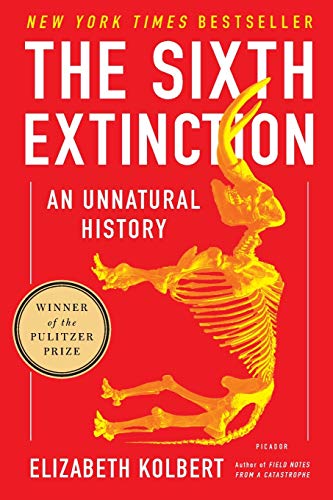 NEW YORK TIMES BESTSELLER
THE SIXTH
EXTINCTION
AN UNNATURAL
HISTORY
WINNER
of the
PULITZER
PRIZE
PICADOR
ELIZABETH KOLBERT
Author of FIELD NOTES
FROM A CATASTROPHE